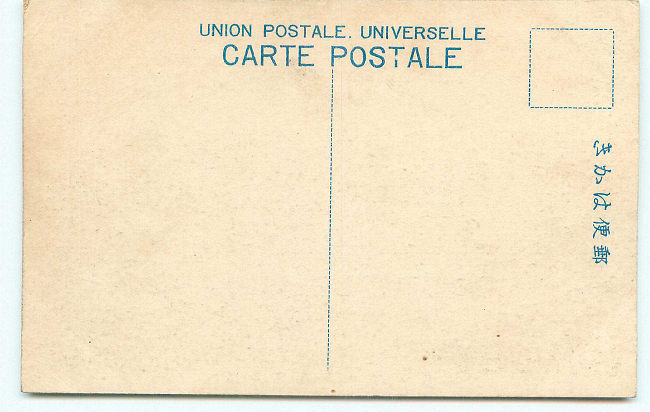 UNION POSTALE. UNIVERSELLE
CARTE POSTALE
きかは便郵